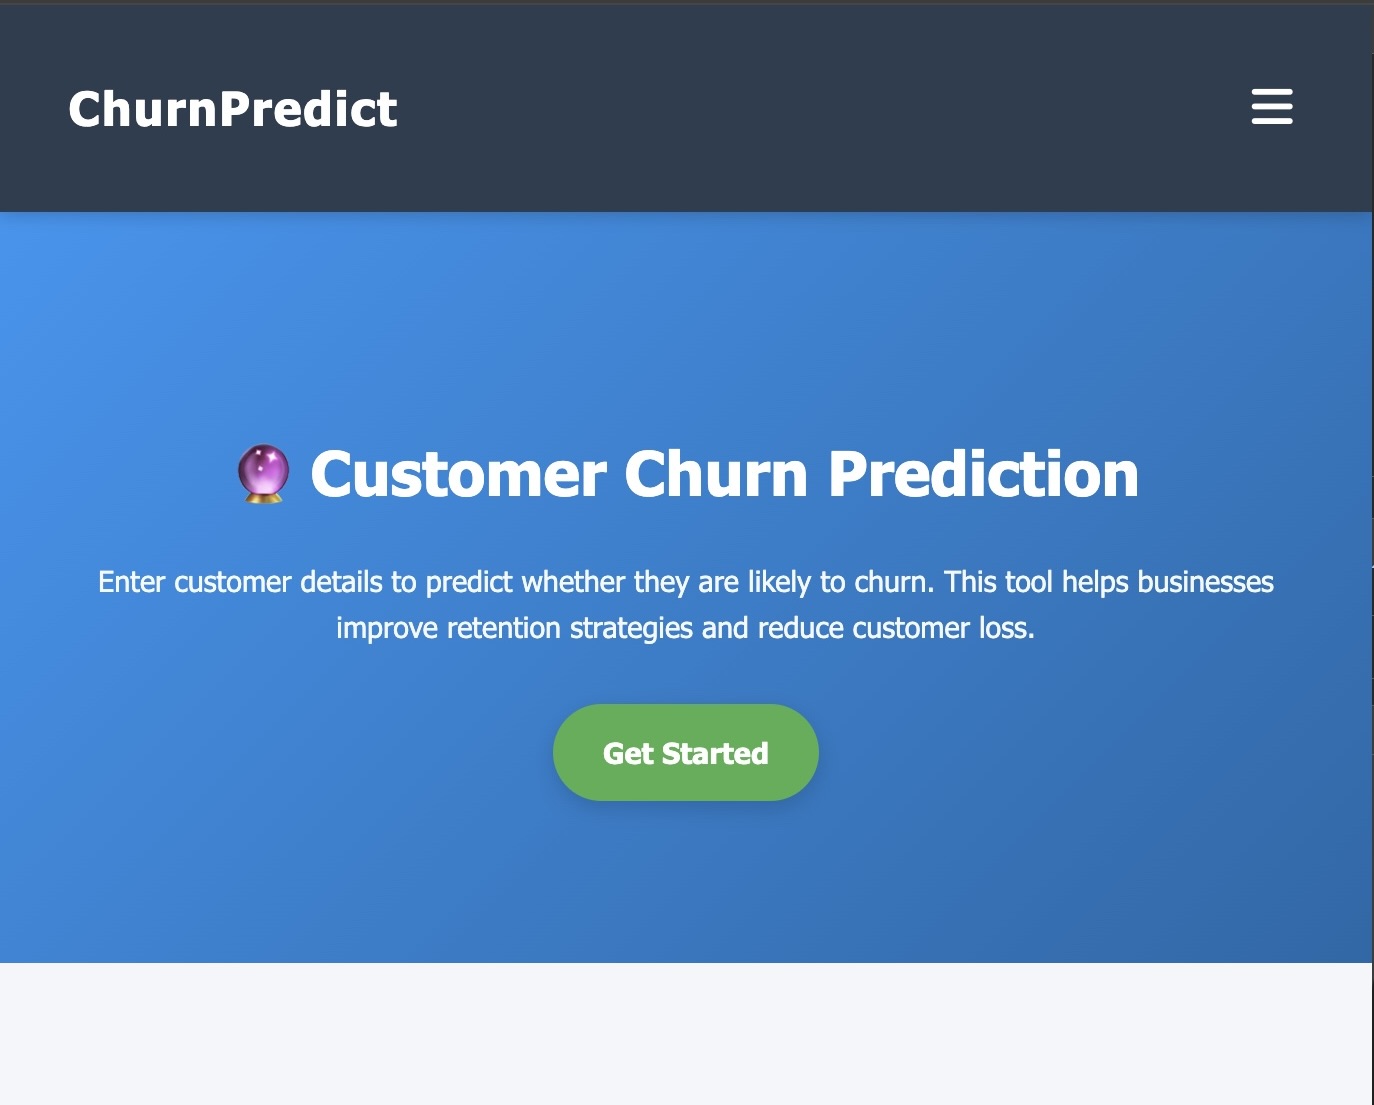 ChurnPredict
🔮 Customer Churn Prediction
Enter customer details to predict whether they are likely to churn. This tool helps businesses
improve retention strategies and reduce customer loss.
Get Started